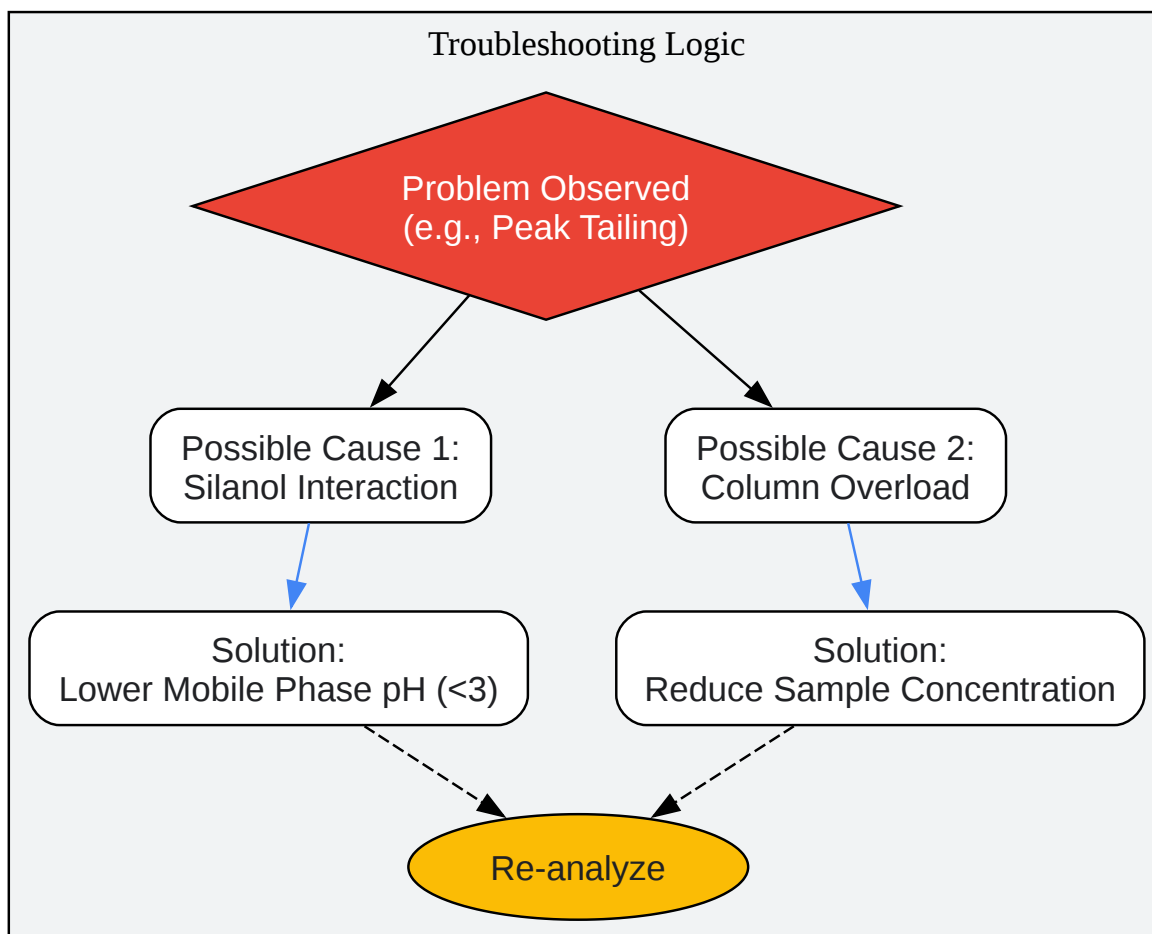 Troubleshooting Logic
Problem Observed
(e.g., Peak Tailing)
Possible Cause 1:
Silanol Interaction
Possible Cause 2:
Column Overload
Solution:
Lower Mobile Phase pH (<3)
Solution:
Reduce Sample Concentration
Re-analyze